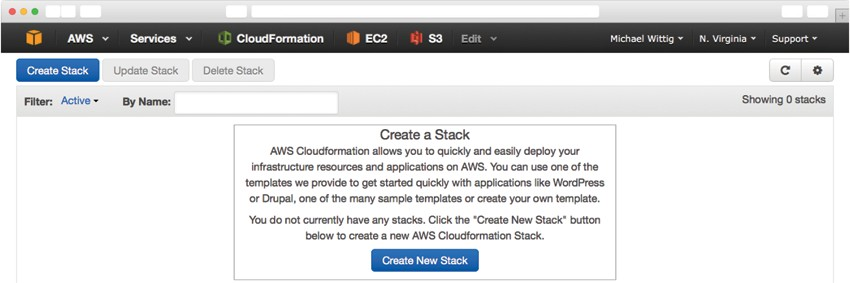 AWS Services CloudFormation EC2 S3 Edit Michael Wittig N. Virginia Support
Create Stack Update Stack Delete Stack
Filter: Active By Name: Showing 0 stacks
Create a Stack
AWS Cloudformation allows you to quickly and easily deploy your
infrastructure resources and applications on AWS. You can use one of the
templates we provide to get started quickly with applications like WordPress
or Drupal, one of the many sample templates or create your own template.
You do not currently have any stacks. Click the "Create New Stack" button
below to create a new AWS Cloudformation Stack.
Create New Stack